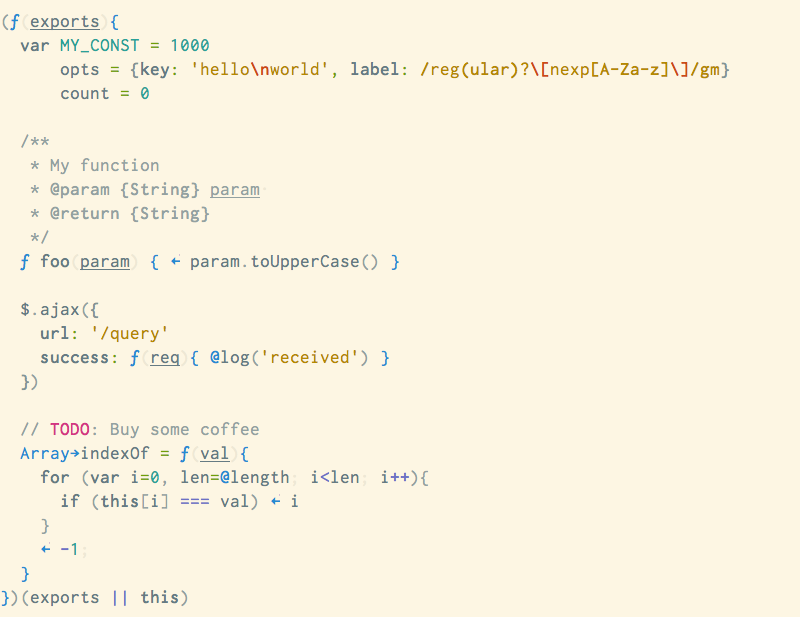 (ƒ(exports){
  var MY_CONST = 1000
      opts = {key: 'hello\nworld', label: /reg(ular)?\[nexp[A-Za-z]\]/gm}
      count = 0
  /**
   * My function
   * @param {String} param
   * @return {String}
   */
  ƒ foo(param) { ← param.toUpperCase() }
  $.ajax({
    url: '/query'
    success: ƒ(req){ @log('received') }
  })
  // TODO: Buy some coffee
  Array→indexOf = ƒ(val){
    for (var i=0, len=@length; i<len; i++){
      if (this[i] === val) ← i
    }
    ← -1;
  }
})(exports || this)